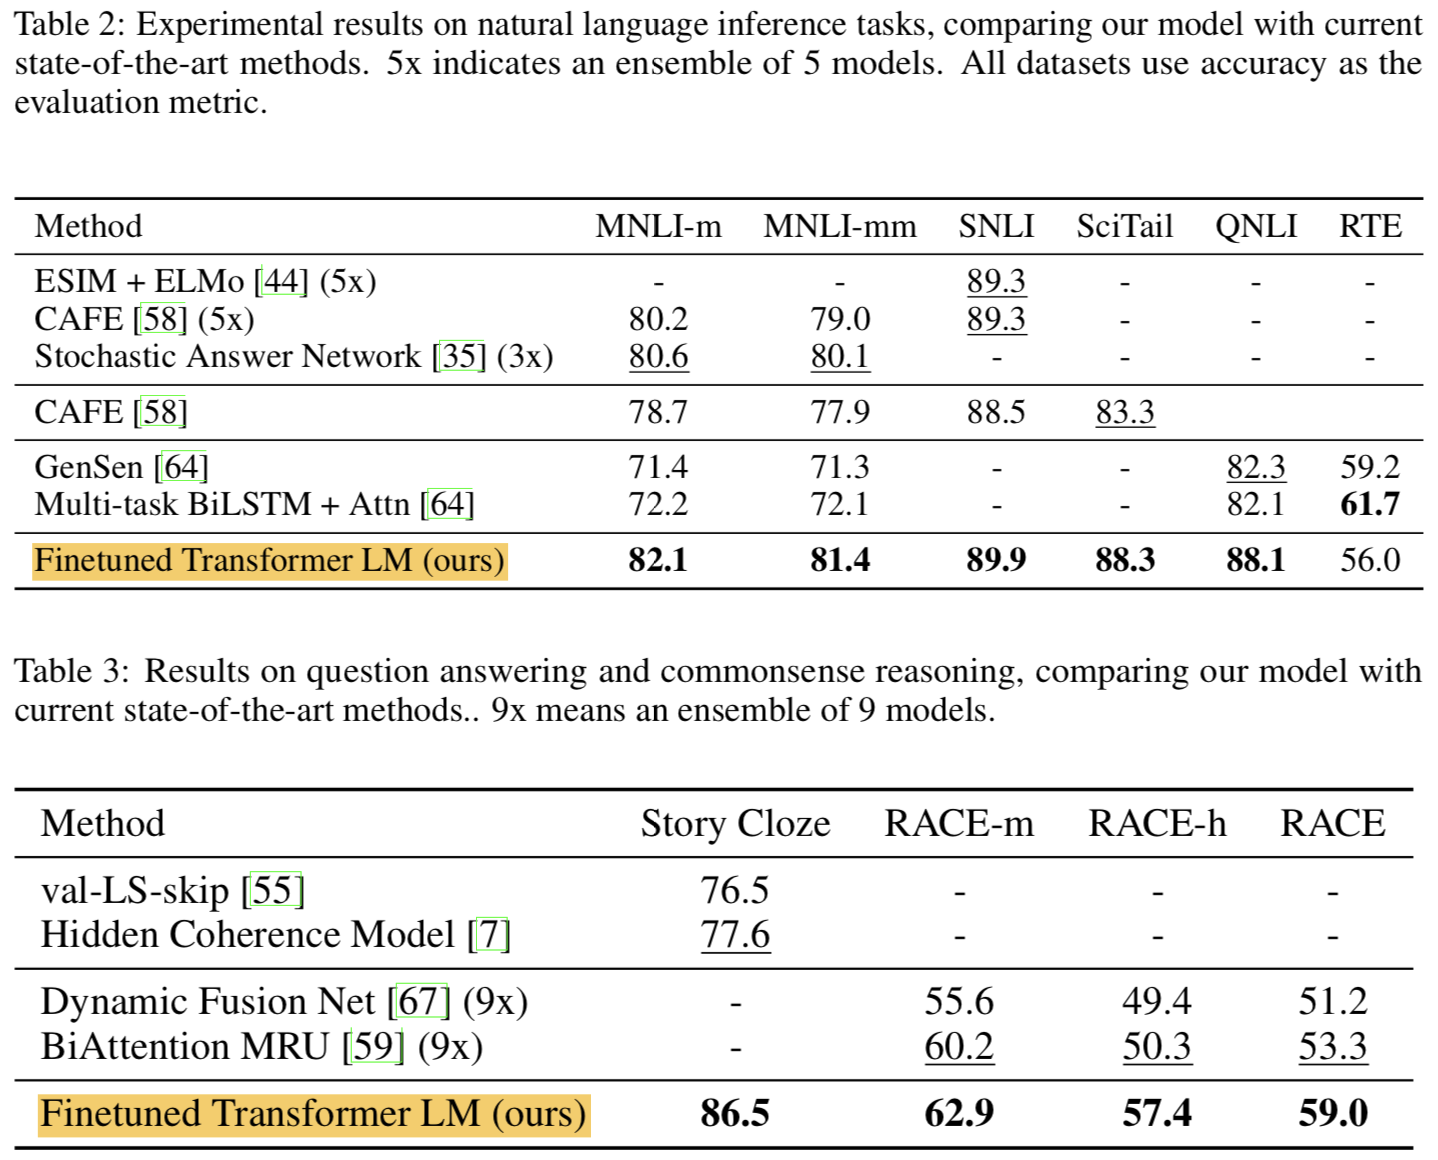 Table 2: Experimental results on natural language inference tasks, comparing our model with current
state-of-the-art methods. 5x indicates an ensemble of 5 models. All datasets use accuracy as the
evaluation metric.
Method MNLI-m MNLI-mm SNLI SciTail QNLI RTE
ESIM + ELMo [44] (5x) - - 89.3 - - -
CAFE [58] (5x) 80.2 79.0 89.3 - - -
Stochastic Answer Network [35] (3x) 80.6 80.1 - - - -
CAFE [58] 78.7 77.9 88.5 83.3
GenSen [64] 71.4 71.3 - - 82.3 59.2
Multi-task BiLSTM + Attn [64] 72.2 72.1 - - 82.1 61.7
Finetuned Transformer LM (ours) 82.1 81.4 89.9 88.3 88.1 56.0
Table 3: Results on question answering and commonsense reasoning, comparing our model with
current state-of-the-art methods.. 9x means an ensemble of 9 models.
Method Story Cloze RACE-m RACE-h RACE
val-LS-skip [55] 76.5 - - -
Hidden Coherence Model [7] 77.6 - - -
Dynamic Fusion Net [67] (9x) - 55.6 49.4 51.2
BiAttention MRU [59] (9x) - 60.2 50.3 53.3
Finetuned Transformer LM (ours) 86.5 62.9 57.4 59.0